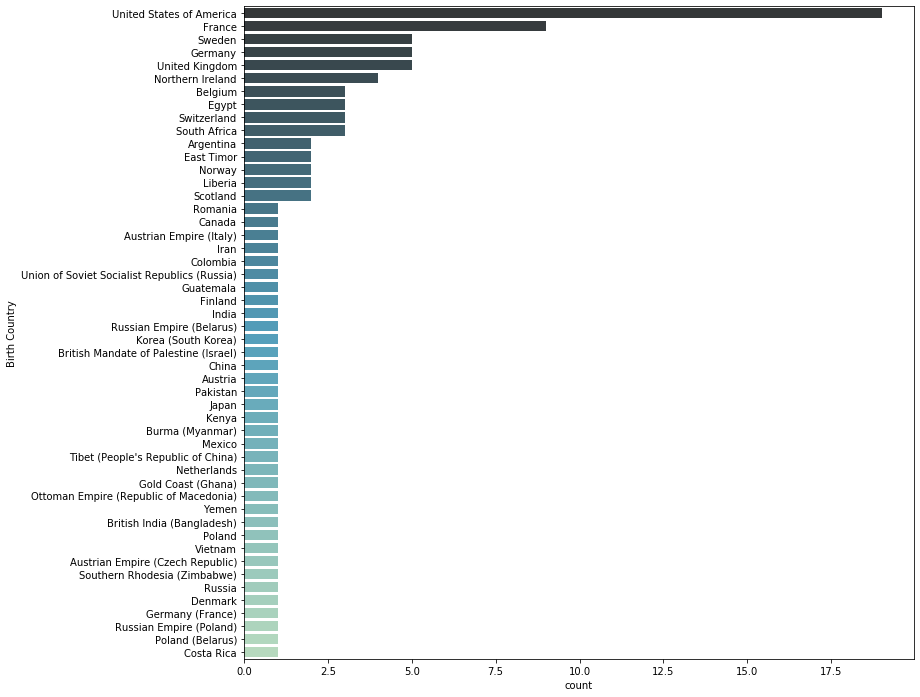 United States of America
France
Sweden
Germany
United Kingdom
Northern Ireland
Belgium
Egypt
Switzerland
South Africa
Argentina
East Timor
Norway
Liberia
Scotland
Romania
Canada
Austrian Empire (Italy)
Iran
Colombia
Union of Soviet Socialist Republics (Russia)
Guatemala
Finland
India
Russian Empire (Belarus)
Korea (South Korea)
British Mandate of Palestine (Israel)
China
Austria
Pakistan
Japan
Kenya
Burma (Myanmar)
Mexico
Tibet (People's Republic of China)
Netherlands
Gold Coast (Ghana)
Ottoman Empire (Republic of Macedonia)
Yemen
British India (Bangladesh)
Poland
Vietnam
Austrian Empire (Czech Republic)
Southern Rhodesia (Zimbabwe)
Russia
Denmark
Germany (France)
Russian Empire (Poland)
Poland (Belarus)
Costa Rica
Birth Country
0.0 2.5 5.0 7.5 10.0 12.5 15.0 17.5
count